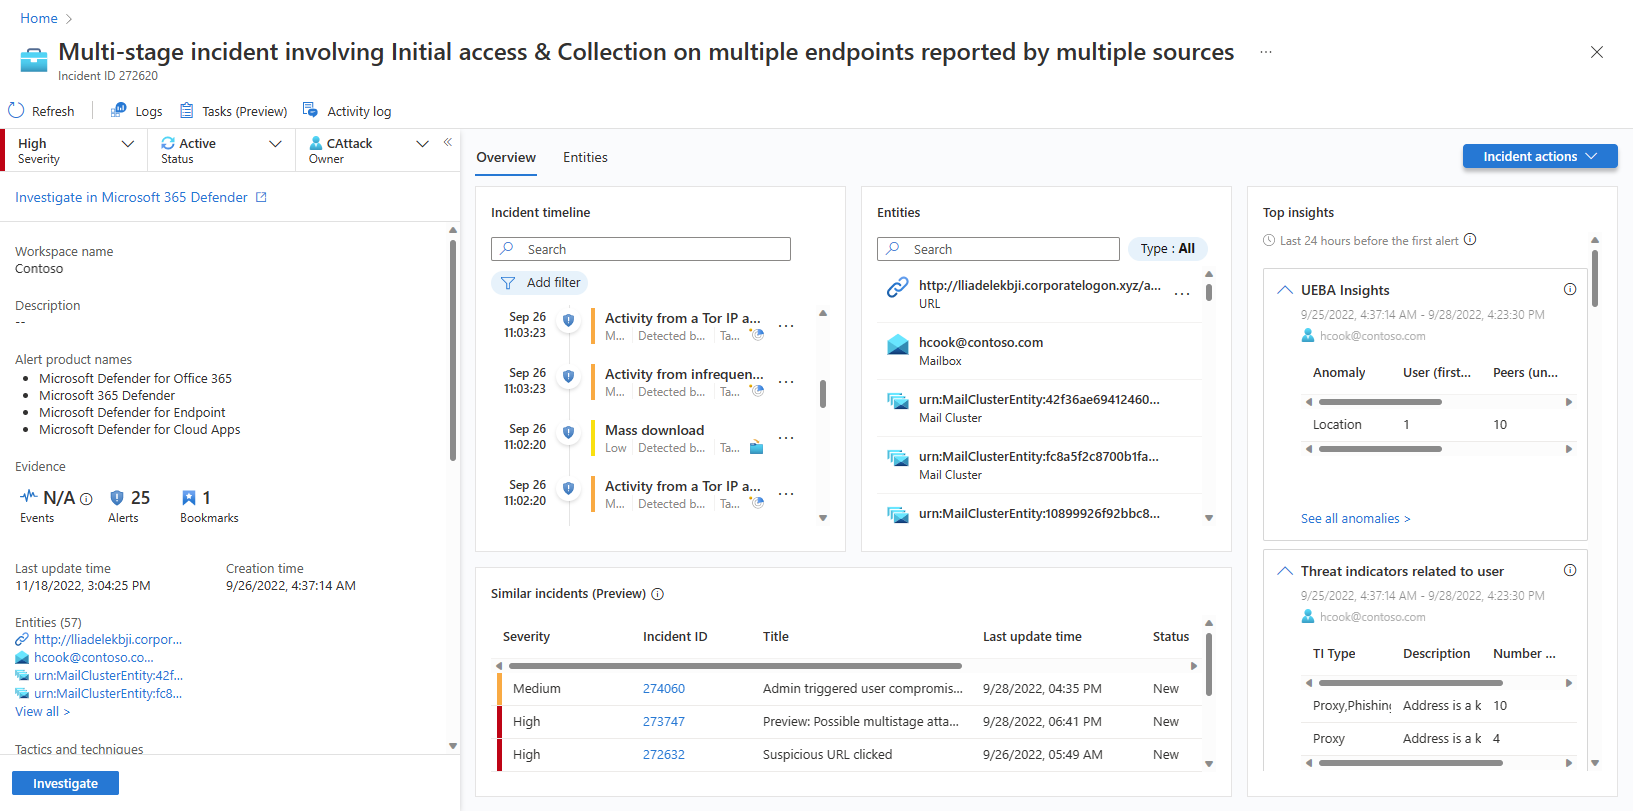 Home
Multi-stage incident involving Initial access & Collection on multiple endpoints reported by multiple sources ...
Incident ID 272620
Refresh Logs Tasks (Preview) Activity log
High Active CAttack
Severity Status Owner
Investigate in Microsoft 365 Defender
Workspace name
Contoso
Description
--
Alert product names
• Microsoft Defender for Office 365
• Microsoft 365 Defender
• Microsoft Defender for Endpoint
• Microsoft Defender for Cloud Apps
Evidence
N/A 25 1
Events Alerts Bookmarks
Last update time Creation time
11/18/2022, 3:04:25 PM 9/26/2022, 4:37:14 AM
Entities (57)
http://lliadelekbji.corpor...
hcook@contoso.co...
urn:MailClusterEntity:42f...
urn:MailClusterEntity:fc8...
View all >
Tactics and techniques
Investigate
Overview Entities
Incident actions
Incident timeline
Search
Add filter
Sep 26 Activity from a Tor IP a... ...
11:03:23 M... Detected b... Ta...
Sep 26 Activity from infrequen... ...
11:03:23 M... Detected b... Ta...
Sep 26 Mass download ...
11:02:20 Low Detected b... Ta...
Sep 26 Activity from a Tor IP a... ...
11:02:20 M... Detected b... Ta...
Entities
Search Type : All
http://lliadelekbji.corporatelogon.xyz/a... ...
URL
hcook@contoso.com
Mailbox
urn:MailClusterEntity:42f36ae69412460...
Mail Cluster
urn:MailClusterEntity:fc8a5f2c8700b1fa...
Mail Cluster
urn:MailClusterEntity:10899926f92bbc8...
Similar incidents (Preview)
Severity Incident ID Title Last update time Status
Medium 274060 Admin triggered user compromis... 9/28/2022, 04:35 PM New
High 273747 Preview: Possible multistage atta... 9/28/2022, 06:41 PM New
High 272632 Suspicious URL clicked 9/26/2022, 05:49 AM New
Top insights
Last 24 hours before the first alert
UEBA Insights
9/25/2022, 4:37:14 AM - 9/28/2022, 4:23:30 PM
hcook@contoso.com
Anomaly User (first... Peers (un...
Location 1 10
See all anomalies >
Threat indicators related to user
9/25/2022, 4:37:14 AM - 9/28/2022, 4:23:30 PM
hcook@contoso.com
TI Type Description Number ...
Proxy,Phishing Address is a k 10
Proxy Address is a k 4